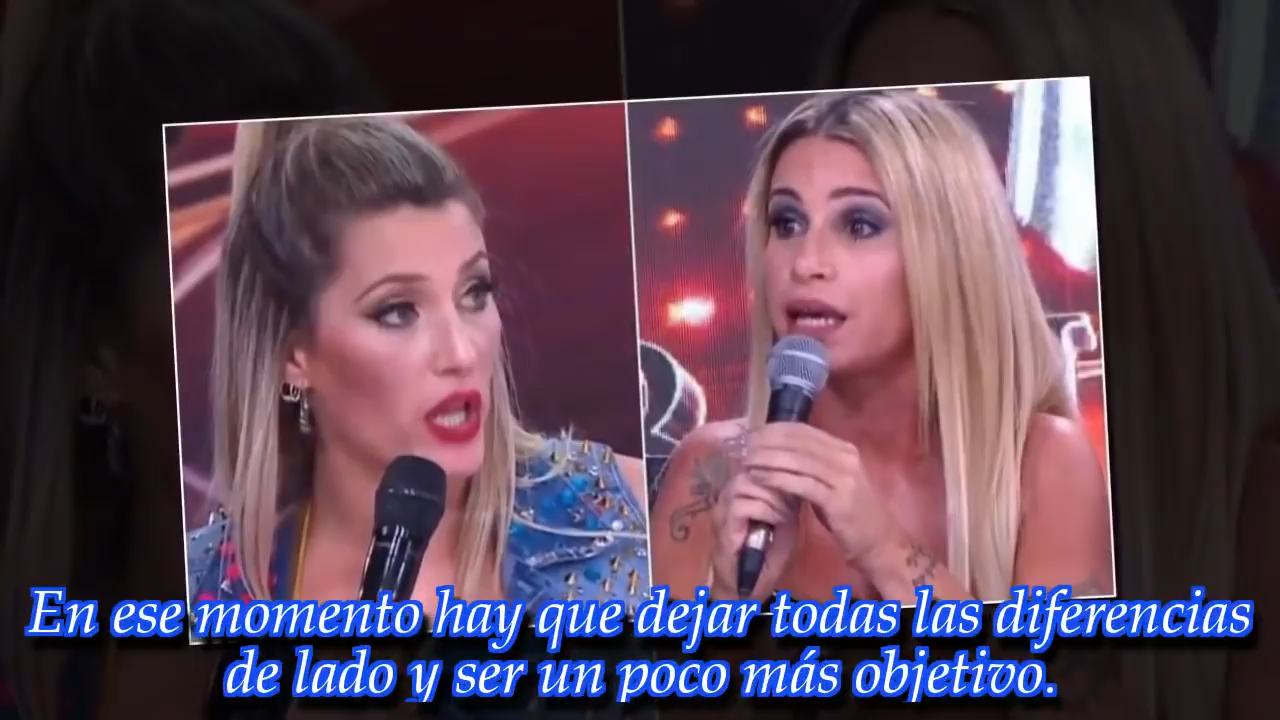 En ese momento hay que dejar todas las diferencias
de lado y ser un poco más objetivo.